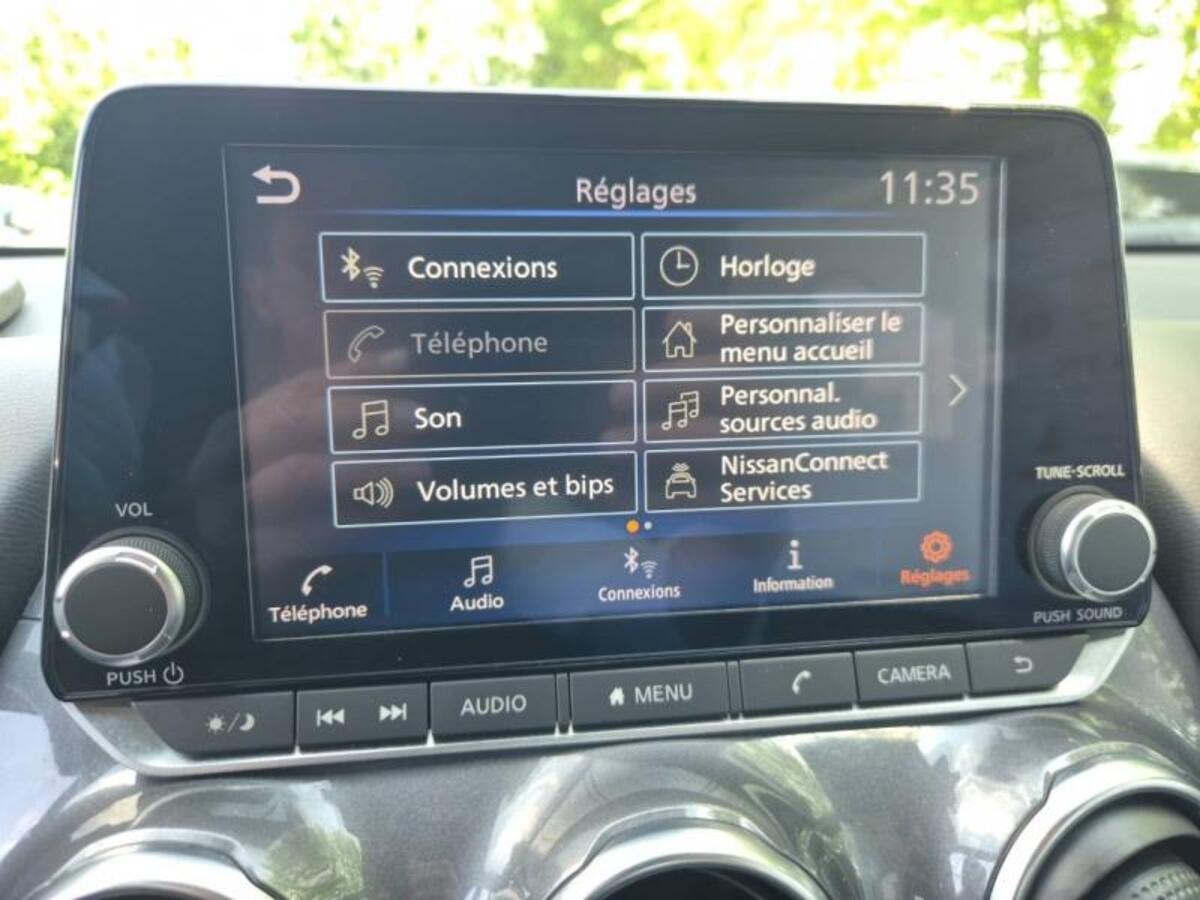 Réglages
11:35
Connexions
Horloge
Téléphone
Personnaliser le
menu accueil
Son
Personnal.
sources audio
Volumes et bips
NissanConnect
Services
Téléphone
Audio
Connexions
Information
Réglages
VOL
PUSH
TUNE·SCROLL
PUSH SOUND
AUDIO
MENU
CAMERA